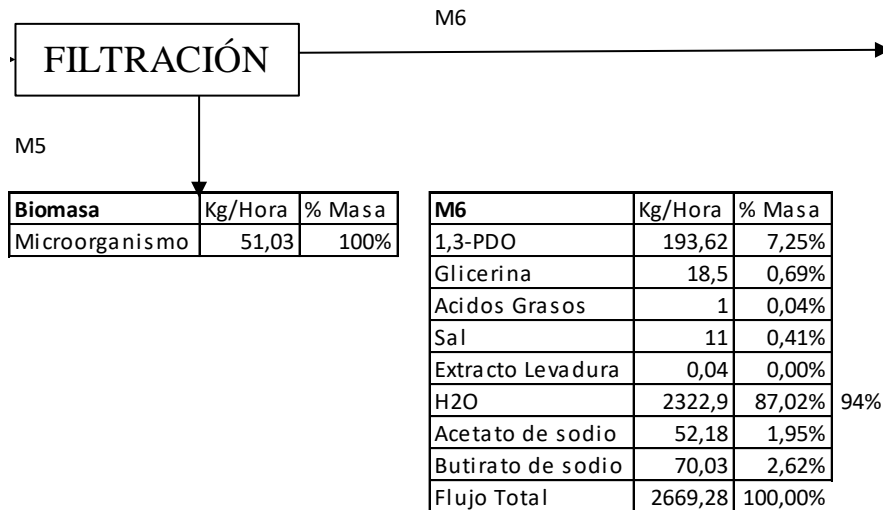 M6
FILTRACIÓN
M5
Biomasa Kg/Hora % Masa
Microorganismo 51,03 100%
M6 Kg/Hora % Masa
1,3-PDO 193,62 7,25%
Glicerina 18,5 0,69%
Acidos Grasos 1 0,04%
Sal 11 0,41%
Extracto Levadura 0,04 0,00%
H2O 2322,9 87,02% 94%
Acetato de sodio 52,18 1,95%
Butirato de sodio 70,03 2,62%
Flujo Total 2669,28 100,00%